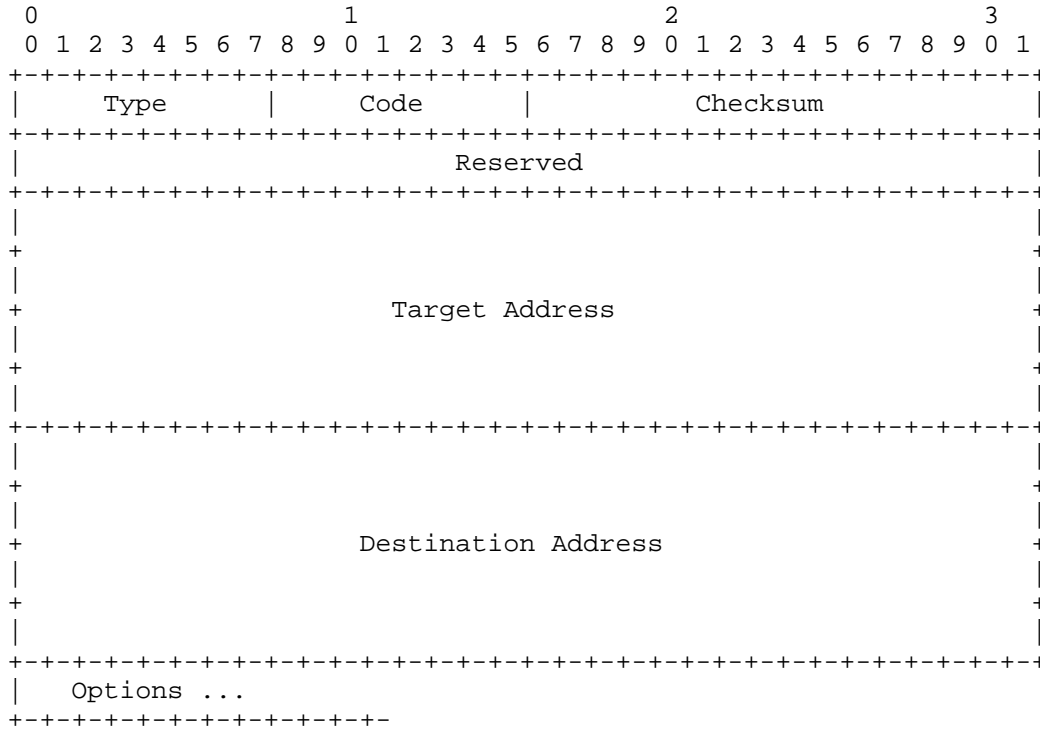 0                   1                   2                   3
 0 1 2 3 4 5 6 7 8 9 0 1 2 3 4 5 6 7 8 9 0 1 2 3 4 5 6 7 8 9 0 1
+-+-+-+-+-+-+-+-+-+-+-+-+-+-+-+-+-+-+-+-+-+-+-+-+-+-+-+-+-+-+-+-+
|     Type      |     Code      |          Checksum             |
+-+-+-+-+-+-+-+-+-+-+-+-+-+-+-+-+-+-+-+-+-+-+-+-+-+-+-+-+-+-+-+-+
|                           Reserved                            |
+-+-+-+-+-+-+-+-+-+-+-+-+-+-+-+-+-+-+-+-+-+-+-+-+-+-+-+-+-+-+-+-+
|                                                               |
+                                                               +
|                                                               |
+                       Target Address                          +
|                                                               |
+                                                               +
|                                                               |
+-+-+-+-+-+-+-+-+-+-+-+-+-+-+-+-+-+-+-+-+-+-+-+-+-+-+-+-+-+-+-+-+
|                                                               |
+                                                               +
|                                                               |
+                     Destination Address                       +
|                                                               |
+                                                               +
|                                                               |
+-+-+-+-+-+-+-+-+-+-+-+-+-+-+-+-+-+-+-+-+-+-+-+-+-+-+-+-+-+-+-+-+
|   Options ...
+-+-+-+-+-+-+-+-+-+-+-+-